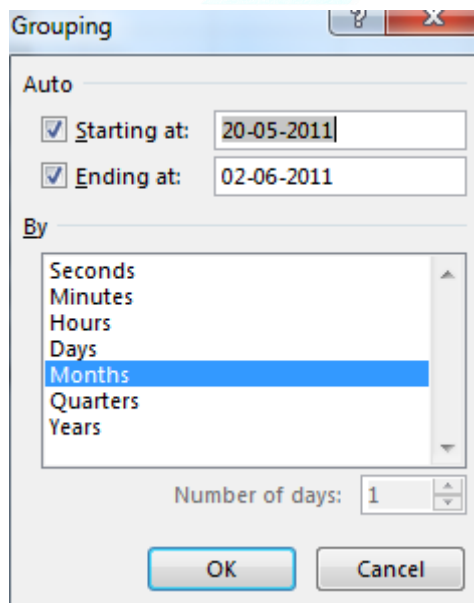 Grouping
Auto
Starting at: 20-05-2011
Ending at: 02-06-2011
By
Seconds
Minutes
Hours
Days
Months
Quarters
Years
Number of days: 1
OK Cancel